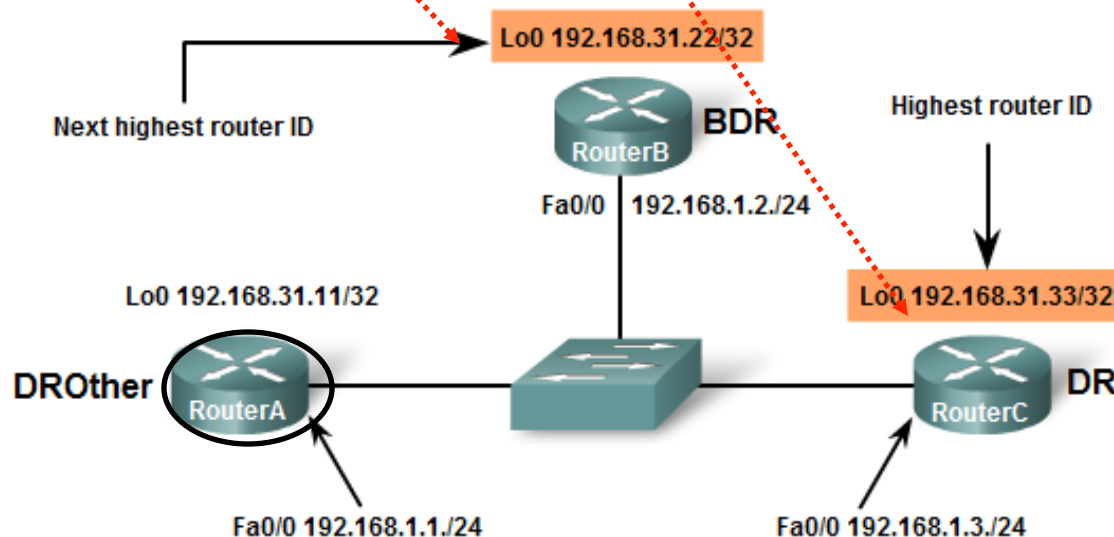 Lo0 192.168.31.22/32
Next highest router ID
BDR
Highest router ID
RouterB
Fa0/0 192.168.1.2./24
Lo0 192.168.31.11/32
Lo0 192.168.31.33/32
DROther
RouterA
RouterC
DR
Fa0/0 192.168.1.1./24
Fa0/0 192.168.1.3./24